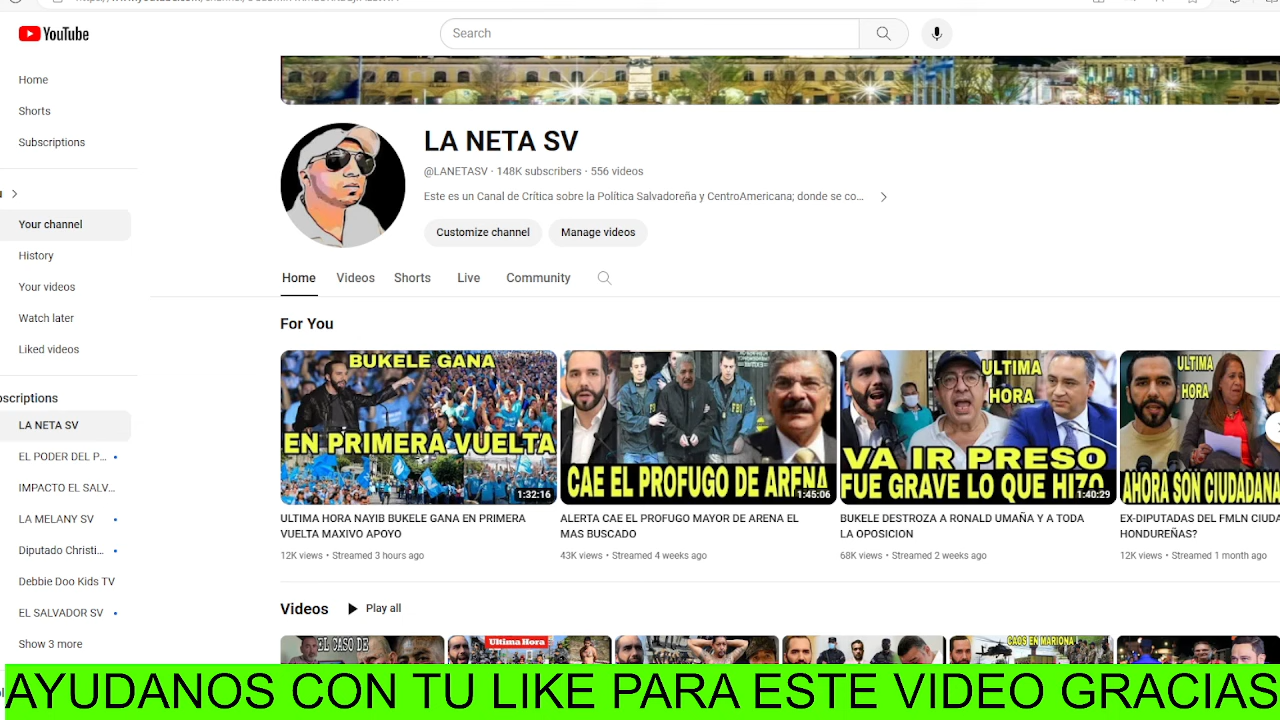 YouTube
Search
Home
Shorts
Subscriptions
Your channel
History
Your videos
Watch later
Liked videos
LA NETA SV
EL PODER DEL P...
IMPACTO EL SALV...
LA MELANY SV
Diputado Christi...
Debbie Doo Kids TV
EL SALVADOR SV
Show 3 more
LA NETA SV
@LANETASV · 148K subscribers · 556 videos
Este es un Canal de Crítica sobre la Política Salvadoreña y CentroAmericana; donde se co...
Customize channel Manage videos
Home Videos Shorts Live Community
For You
BUKELE GANA
EN PRIMERA VUELTA
1:32:16
ULTIMA HORA NAYIB BUKELE GANA EN PRIMERA
VUELTA MAXIVO APOYO
12K views • Streamed 3 hours ago
FBI
CAE EL PROFUGO DE ARENA
1:45:06
ALERTA CAE EL PROFUGO MAYOR DE ARENA EL
MAS BUSCADO
43K views • Streamed 4 weeks ago
ULTIMA
HORA
VA IR PRESO
FUE GRAVE LO QUE HIZO
1:40:29
BUKELE DESTROZA A RONALD UMAÑA Y A TODA
LA OPOSICION
68K views • Streamed 2 weeks ago
ULTIMA
HORA
AHORA SON CIUDADANA
EX-DIPUTADAS DEL FMLN CIUDA
HONDUREÑAS?
12K views • Streamed 1 month ago
Videos Play all
EL CASO DE
Ultima Hora
CAOS EN MARIONA!
AYUDANOS CON TU LIKE PARA ESTE VIDEO GRACIAS